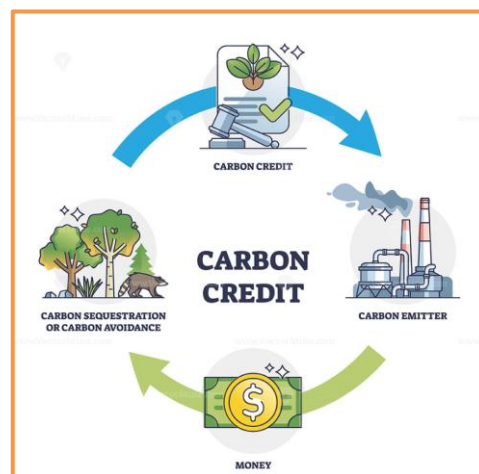 CARBON CREDIT
CARBON
CREDIT
CARBON SEQUESTRATION
OR CARBON AVOIDANCE
CARBON EMITTER
$
MONEY